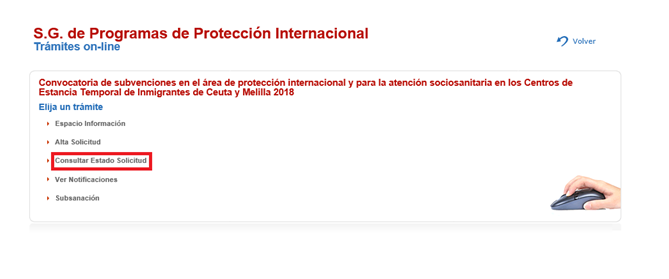 S.G. de Programas de Protección Internacional
Trámites on-line
Volver
Convocatoria de subvenciones en el área de protección internacional y para la atención sociosanitaria en los Centros de
Estancia Temporal de Inmigrantes de Ceuta y Melilla 2018
Elija un trámite
Espacio Información
Alta Solicitud
Consultar Estado Solicitud
Ver Notificaciones
Subsanación